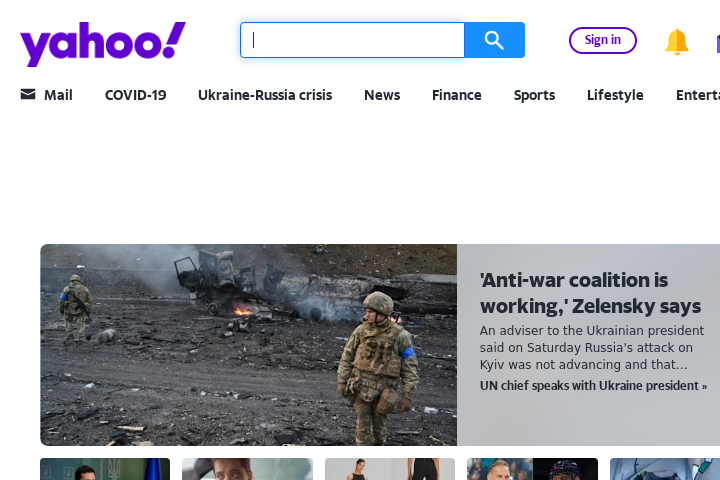 yahoo!
Sign in
Mail COVID-19 Ukraine-Russia crisis News Finance Sports Lifestyle Enterta
'Anti-war coalition is
working,' Zelensky says
An adviser to the Ukrainian president
said on Saturday Russia's attack on
Kyiv was not advancing and that...
UN chief speaks with Ukraine president »